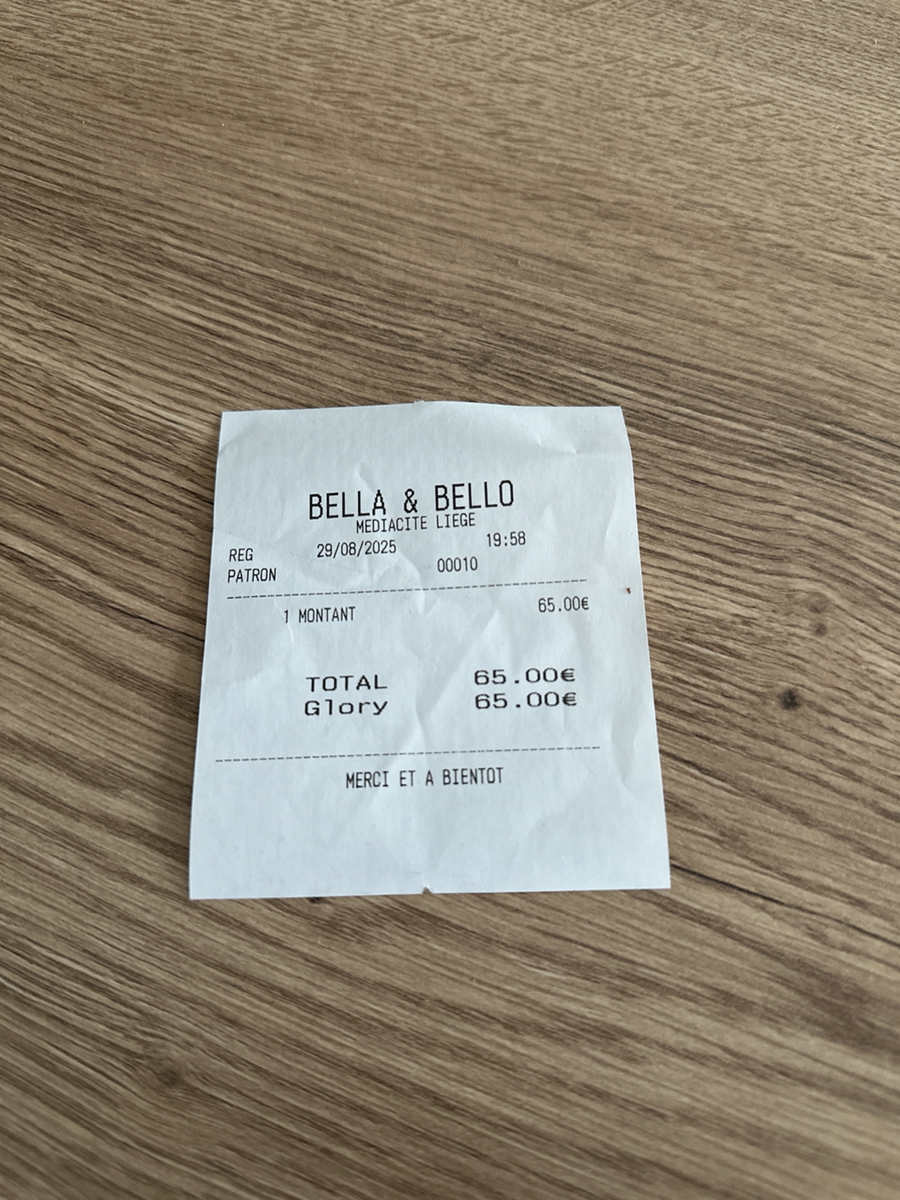 BELLA & BELLO
MEDIACITE LIEGE
REG 29/08/2025 19:58
PATRON 00010
1 MONTANT 65.00€
TOTAL 65.00€
Glory 65.00€
MERCI ET A BIENTOT